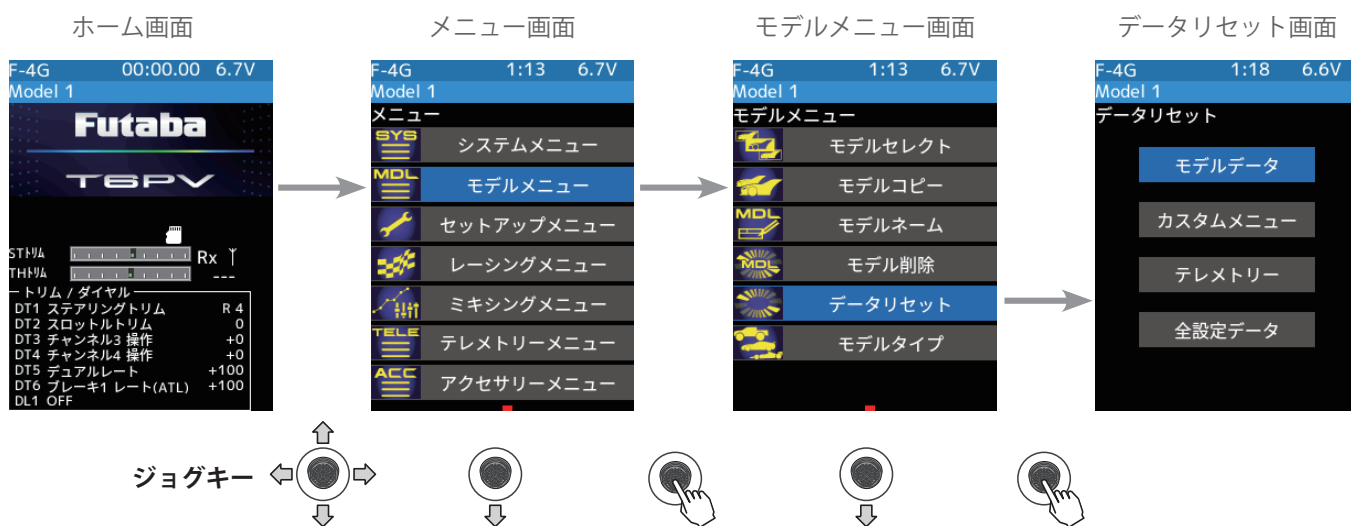 ホーム画面
メニュー画面
モデルメニュー画面
データリセット画面
F-4G 00:00.00 6.7V
Model 1
Futaba
T6PV
STトリム
Rx
THトリム
---
トリム / ダイヤル
DT1 ステアリングトリム R 4
DT2 スロットルトリム 0
DT3 チャンネル3 操作 +0
DT4 チャンネル4 操作 +0
DT5 デュアルレート +100
DT6 ブレーキ1 レート(ATL) +100
DL1 OFF
F-4G 1:13 6.7V
Model 1
メニュー
SYS システムメニュー
MDL モデルメニュー
セットアップメニュー
レーシングメニュー
ミキシングメニュー
TELE テレメトリーメニュー
ACC アクセサリーメニュー
F-4G 1:13 6.7V
Model 1
モデルメニュー
モデルセレクト
モデルコピー
MDL モデルネーム
MDL モデル削除
データリセット
モデルタイプ
F-4G 1:18 6.6V
Model 1
データリセット
モデルデータ
カスタムメニュー
テレメトリー
全設定データ
ジョグキー